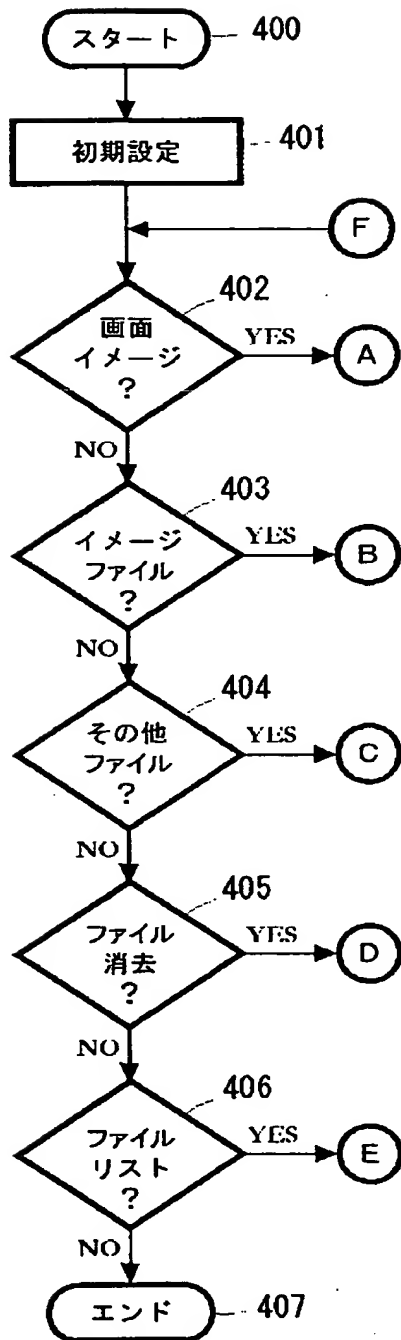 スタート
400
初期設定
401
F
402
画面
イメージ
?
YES
A
NO
403
イメージ
ファイル
?
YES
B
NO
404
その他
ファイル
?
YES
C
NO
405
ファイル
消去
?
YES
D
NO
406
ファイル
リスト
?
YES
E
NO
エンド
407